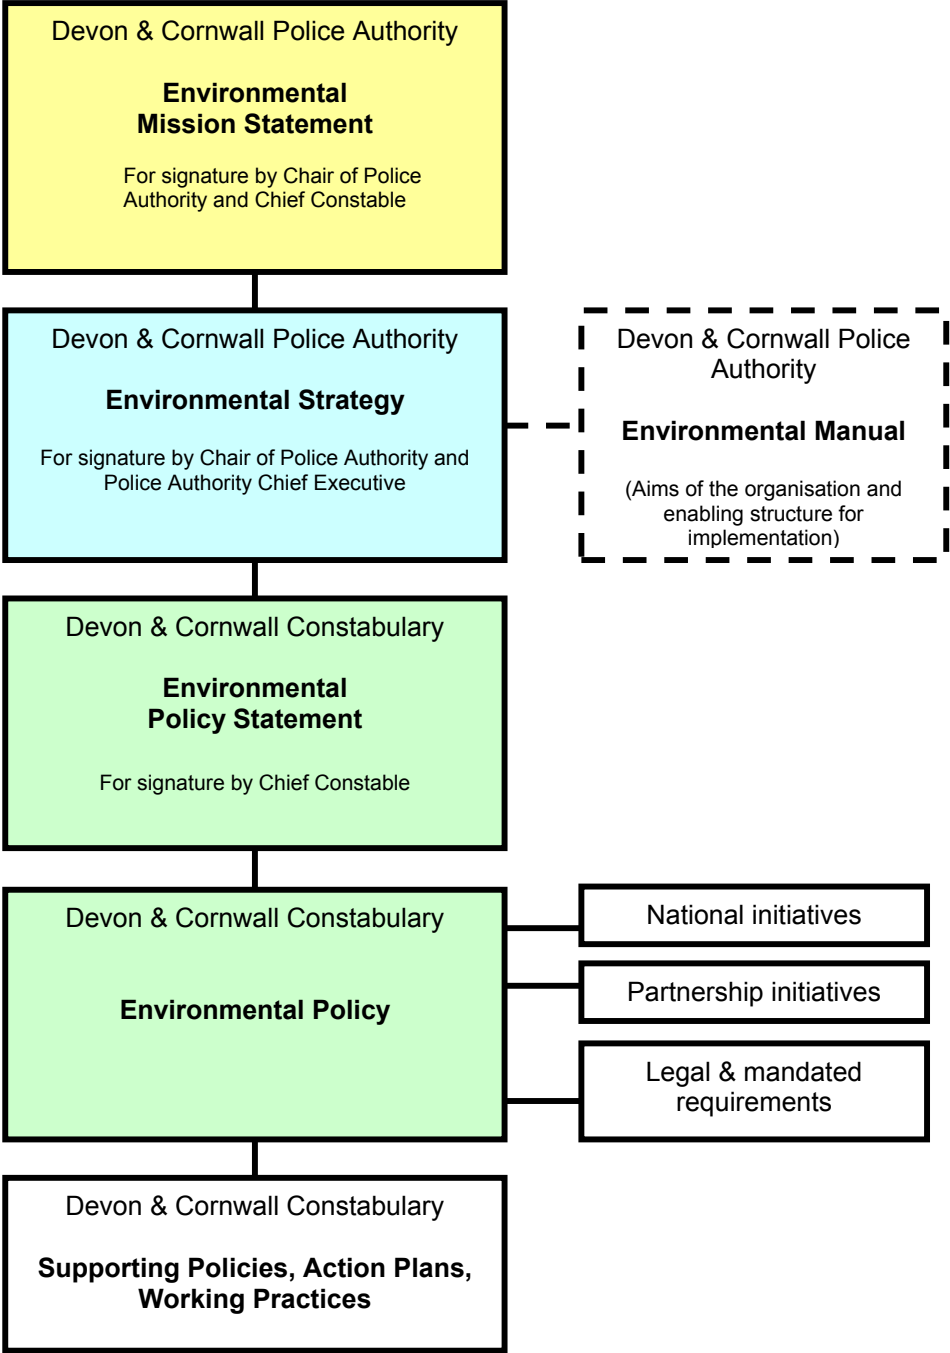 Devon & Cornwall Police Authority
Environmental
Mission Statement
For signature by Chair of Police
Authority and Chief Constable
Devon & Cornwall Police Authority
Environmental Strategy
For signature by Chair of Police Authority and
Police Authority Chief Executive
Devon & Cornwall Police
Authority
Environmental Manual
(Aims of the organisation and
enabling structure for
implementation)
Devon & Cornwall Constabulary
Environmental
Policy Statement
For signature by Chief Constable
Devon & Cornwall Constabulary
Environmental Policy
National initiatives
Partnership initiatives
Legal & mandated
requirements
Devon & Cornwall Constabulary
Supporting Policies, Action Plans,
Working Practices